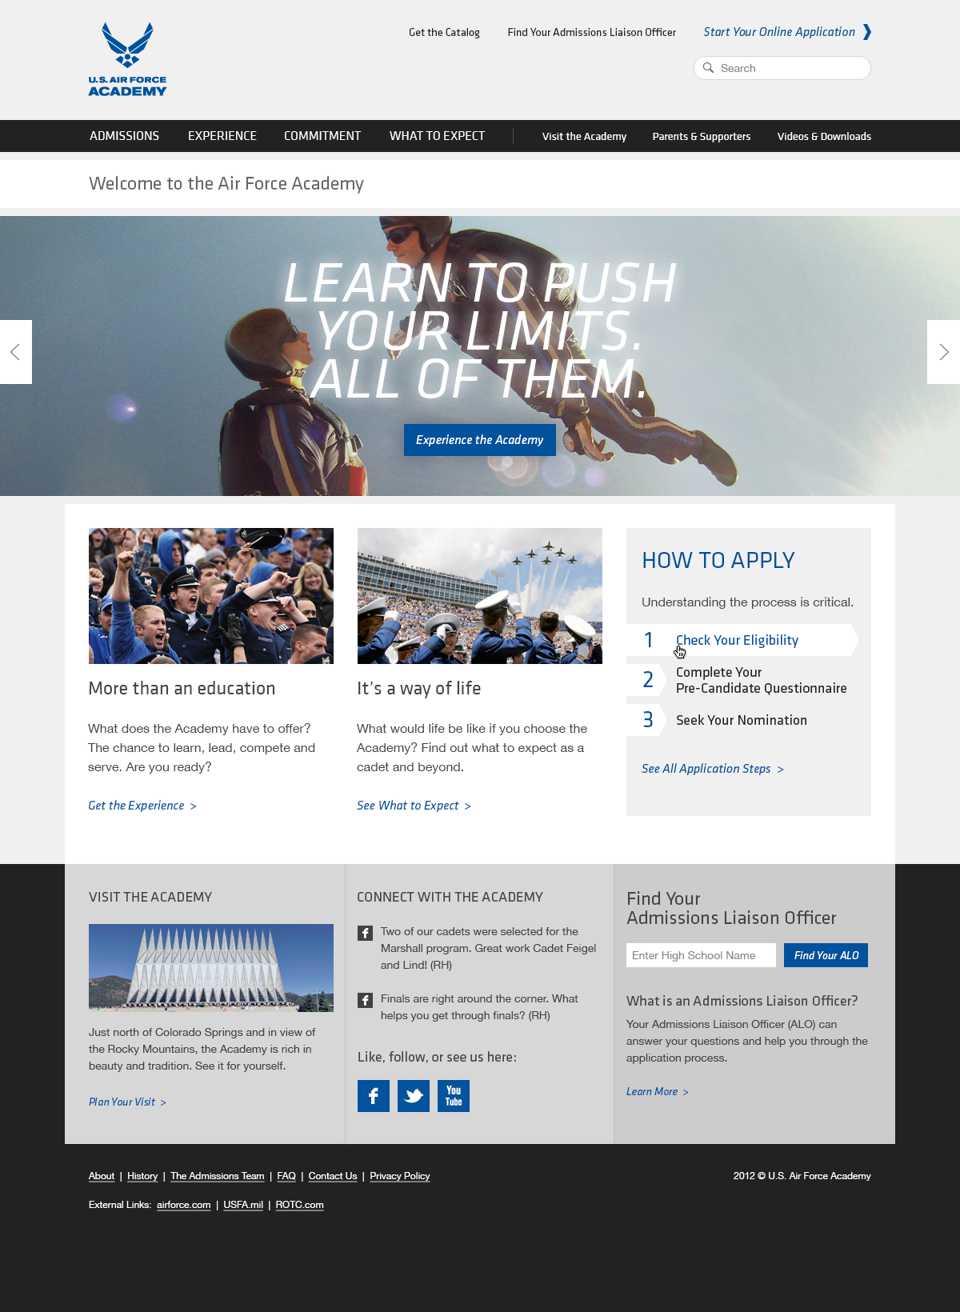 Get the Catalog
Find Your Admissions Liaison Officer
Start Your Online Application
U.S. AIR FORCE
ACADEMY
Search
ADMISSIONS
EXPERIENCE
COMMITMENT
WHAT TO EXPECT
Visit the Academy
Parents & Supporters
Videos & Downloads
Welcome to the Air Force Academy
LEARN TO PUSH
YOUR LIMITS.
ALL OF THEM.
Experience the Academy
More than an education
What does the Academy have to offer?
The chance to learn, lead, compete and
serve. Are you ready?
Get the Experience >
It's a way of life
What would life be like if you choose the
Academy? Find out what to expect as a
cadet and beyond.
See What to Expect >
HOW TO APPLY
Understanding the process is critical.
1 Check Your Eligibility
2 Complete Your
Pre-Candidate Questionnaire
3 Seek Your Nomination
See All Application Steps >
VISIT THE ACADEMY
Just north of Colorado Springs and in view of
the Rocky Mountains, the Academy is rich in
beauty and tradition. See it for yourself.
Plan Your Visit >
CONNECT WITH THE ACADEMY
Two of our cadets were selected for the
Marshall program. Great work Cadet Feigel
and Lind! (RH)
Finals are right around the corner. What
helps you get through finals? (RH)
Like, follow, or see us here:
You
Tube
Find Your
Admissions Liaison Officer
Enter High School Name
Find Your ALO
What is an Admissions Liaison Officer?
Your Admissions Liaison Officer (ALO) can
answer your questions and help you through the
application process.
Learn More >
About | History | The Admissions Team | FAQ | Contact Us | Privacy Policy
2012 © U.S. Air Force Academy
External Links: airforce.com | USFA.mil | ROTC.com